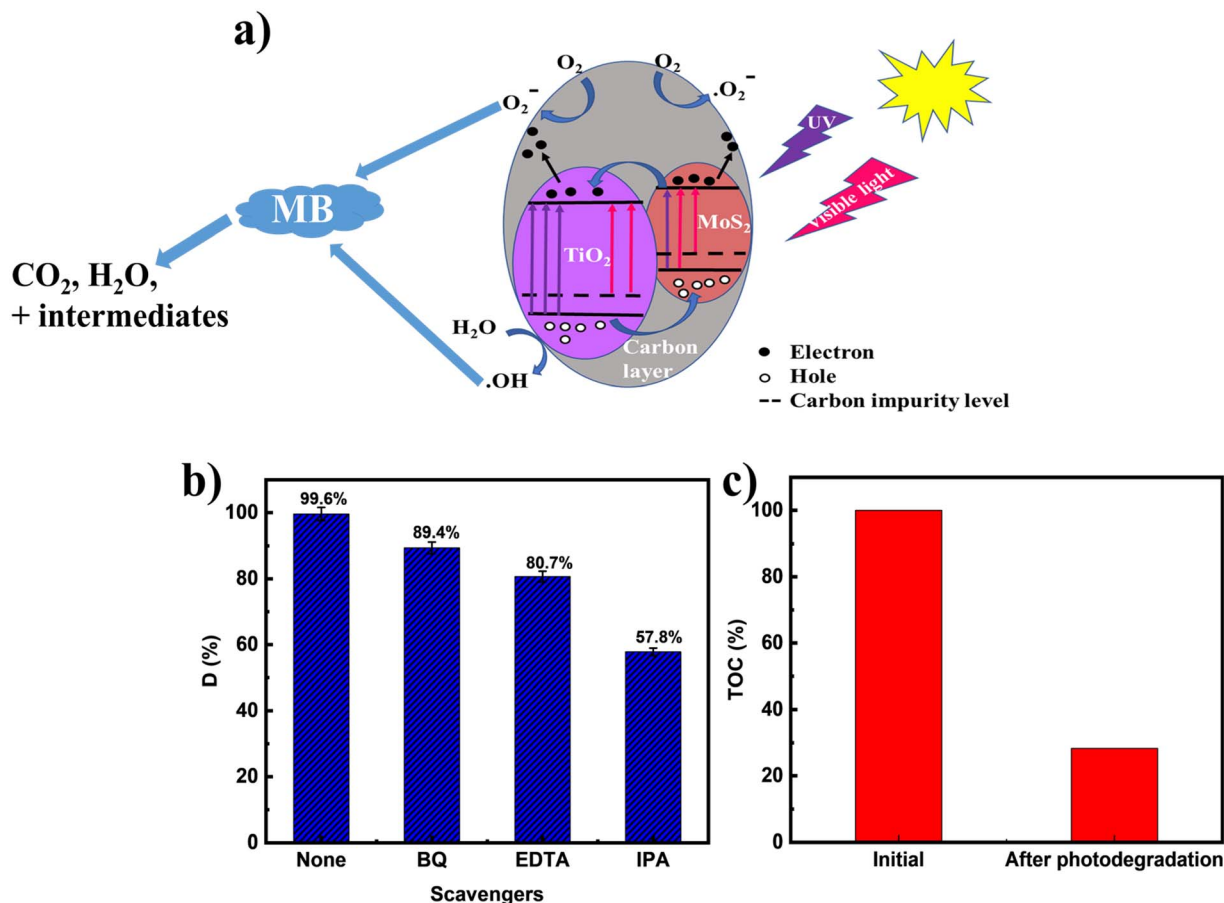 a)
O₂
O₂
O₂⁻
.O₂⁻
UV
Visible light
MB
MoS₂
TiO₂
CO₂, H₂O,
+ intermediates
H₂O
.OH
Carbon
layer
Electron
Hole
Carbon impurity level
b)
D (%)
100
80
60
40
20
0
99.6%
89.4%
80.7%
57.8%
None
BQ
EDTA
IPA
Scavengers
c)
TOC (%)
100
80
60
40
20
0
Initial
After photodegradation